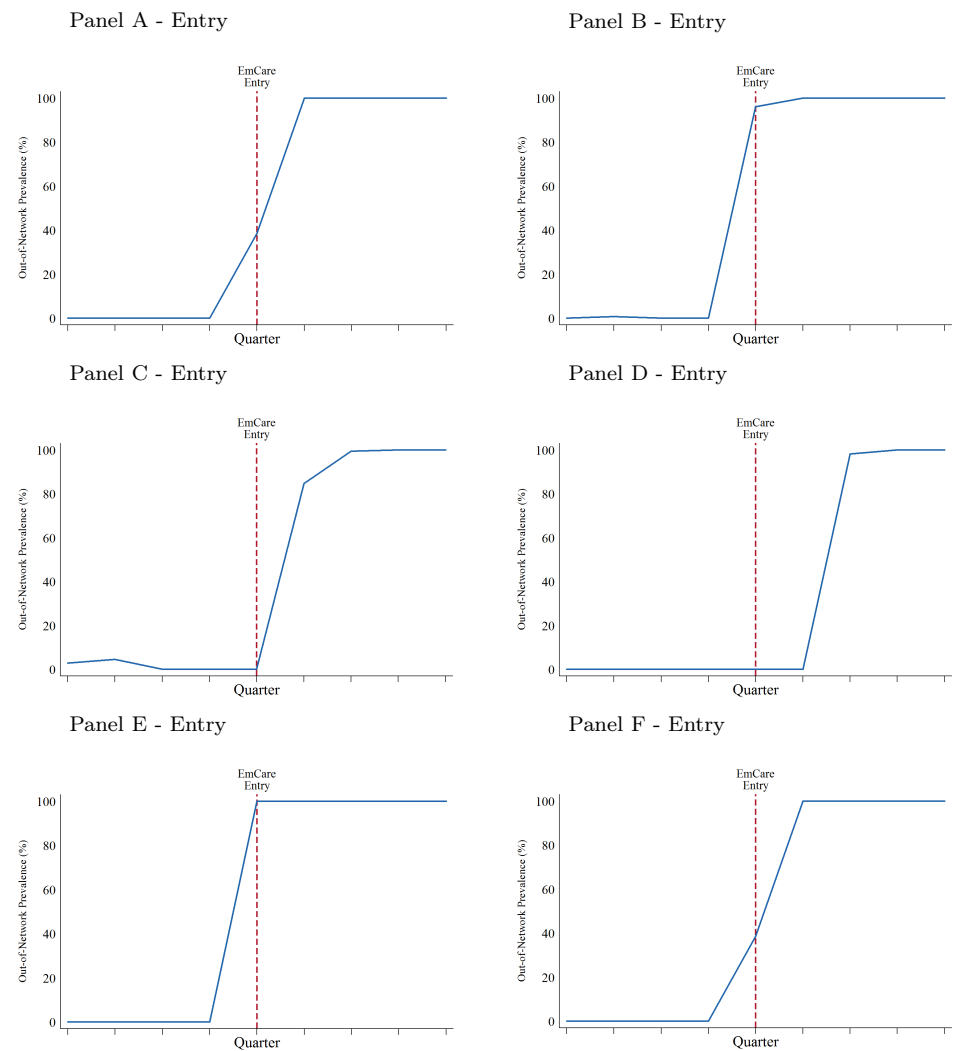 Panel A - Entry
EmCare
Entry
100
80
60
40
20
0
Out-of-Network Prevalence (%)
Quarter
Panel B - Entry
EmCare
Entry
100
80
60
40
20
0
Out-of-Network Prevalence (%)
Quarter
Panel C - Entry
EmCare
Entry
100
80
60
40
20
0
Out-of-Network Prevalence (%)
Quarter
Panel D - Entry
EmCare
Entry
100
80
60
40
20
0
Out-of-Network Prevalence (%)
Quarter
Panel E - Entry
EmCare
Entry
100
80
60
40
20
0
Out-of-Network Prevalence (%)
Quarter
Panel F - Entry
EmCare
Entry
100
80
60
40
20
0
Out-of-Network Prevalence (%)
Quarter